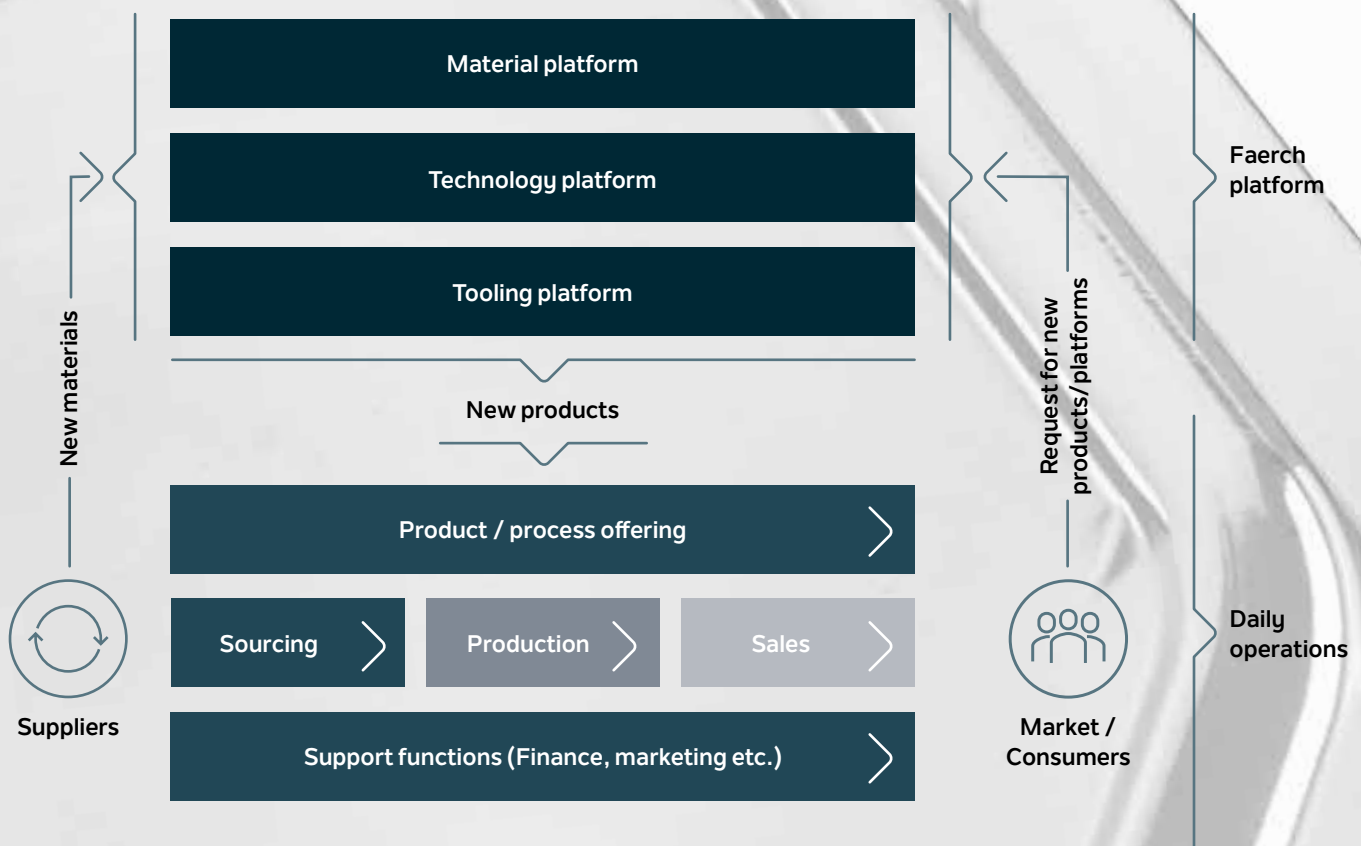 Material platform
Technology platform
Tooling platform
Faerch
platform
New materials
Request for new
products/platforms
New products
Product / process offering
Sourcing
Production
Sales
Daily
operations
Suppliers
Market /
Consumers
Support functions (Finance, marketing etc.)